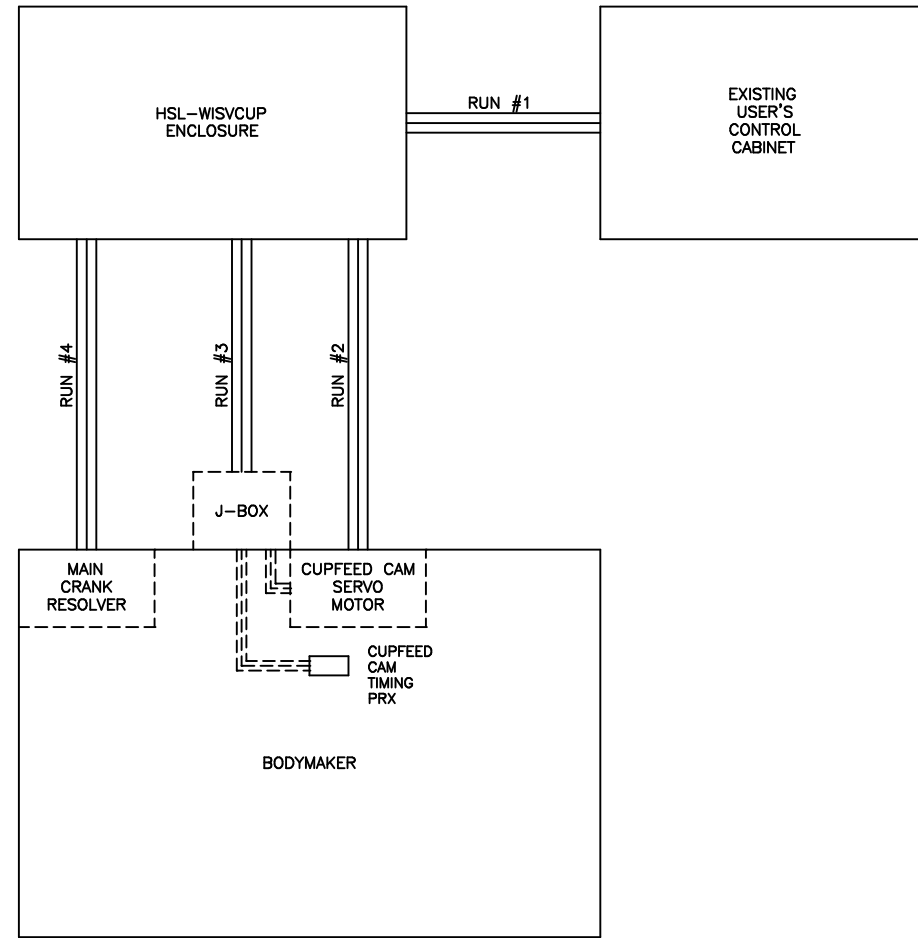 HSL-WISVCUP
ENCLOSURE
RUN #1
EXISTING
USER'S
CONTROL
CABINET
RUN #4
RUN #3
RUN #2
J-BOX
MAIN
CRANK
RESOLVER
CUPFEED CAM
SERVO
MOTOR
CUPFEED
CAM
TIMING
PRX
BODYMAKER